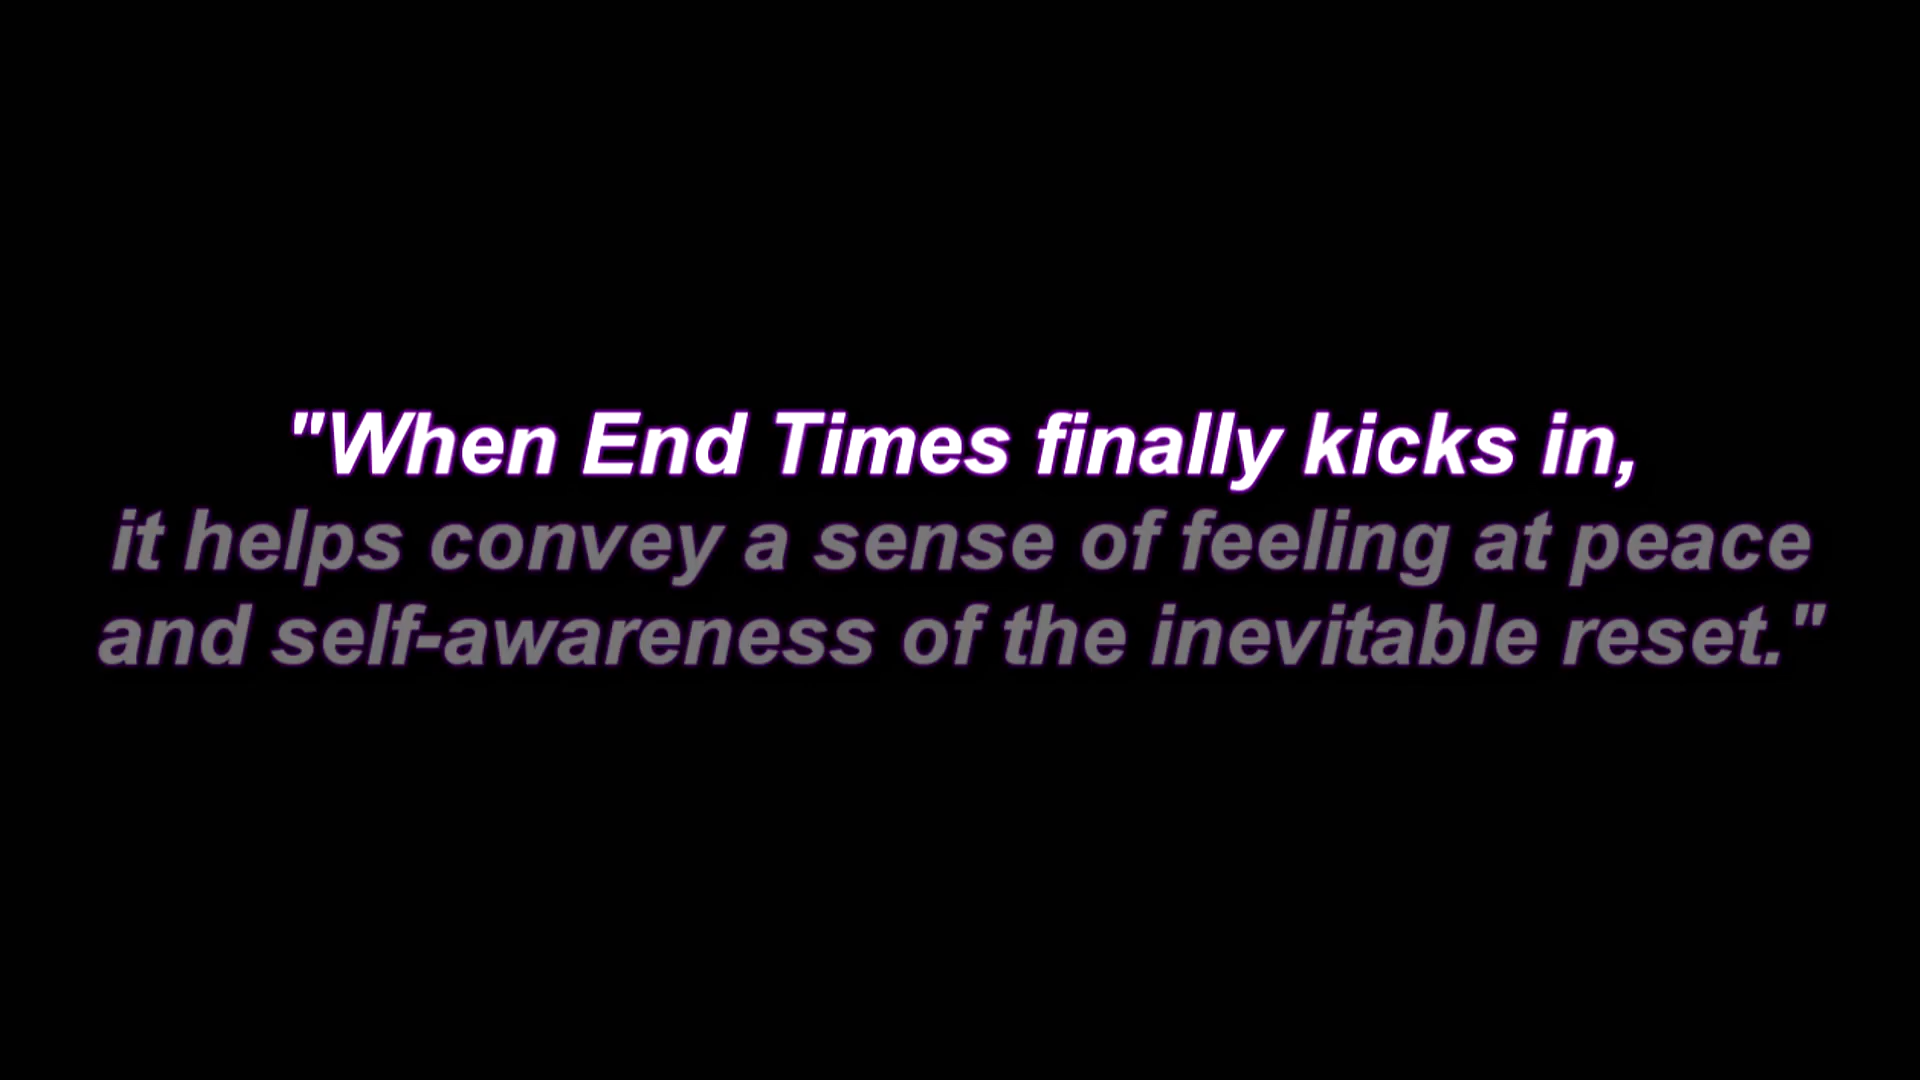 "When End Times finally kicks in,
it helps convey a sense of feeling at peace
and self-awareness of the inevitable reset."